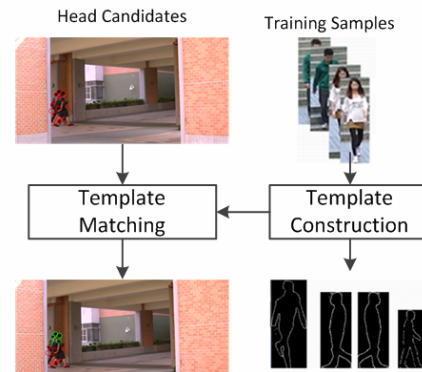 Head Candidates
Training Samples
Template
Matching
Template
Construction